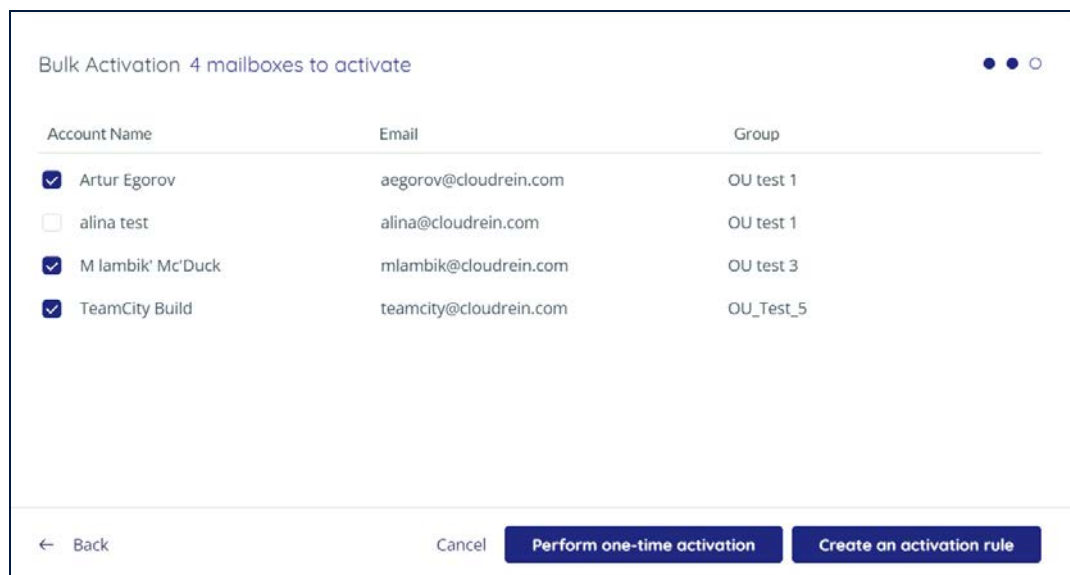 Bulk Activation 4 mailboxes to activate
Account Name Email Group
Artur Egorov aegorov@cloudrein.com OU test 1
alina test alina@cloudrein.com OU test 1
M lambik' Mc'Duck mlambik@cloudrein.com OU test 3
TeamCity Build teamcity@cloudrein.com OU_Test_5
← Back Cancel Perform one-time activation Create an activation rule